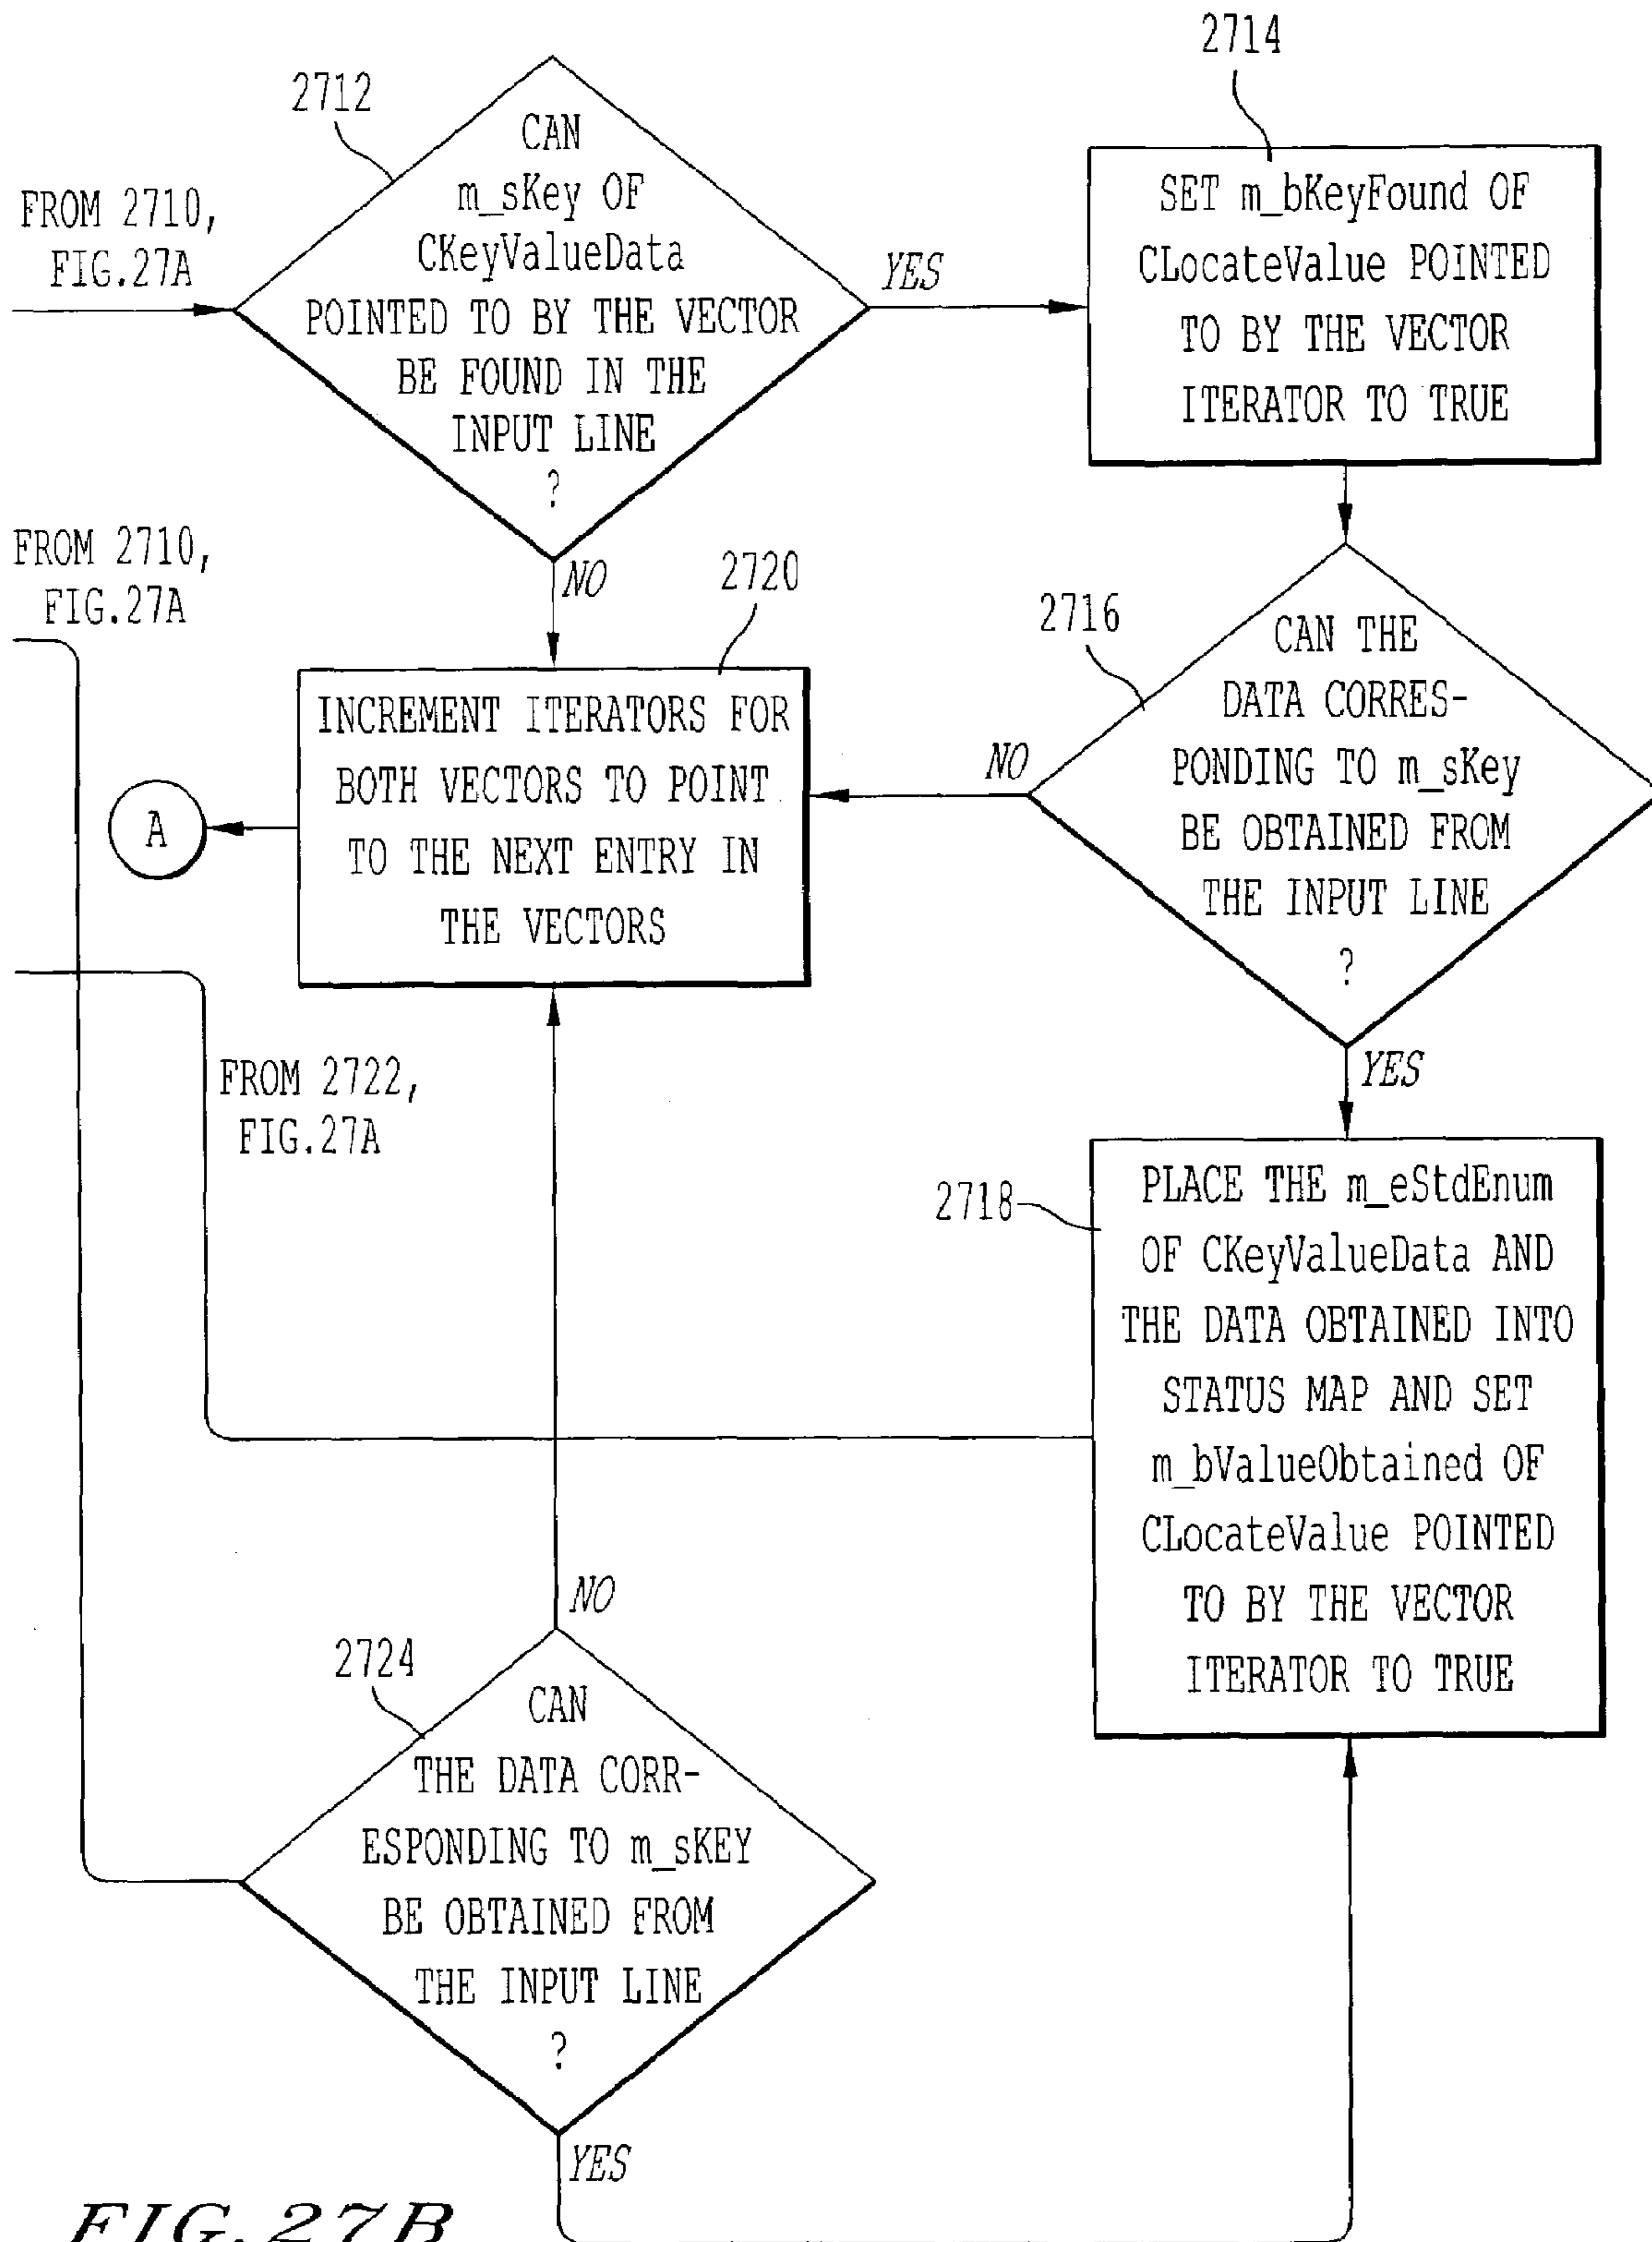 2714
2712
CAN
m_sKey OF
CKeyValueData
POINTED TO BY THE VECTOR
BE FOUND IN THE
INPUT LINE
?
FROM 2710,
FIG.27A
YES
SET m_bKeyFound OF
CLocateValue POINTED
TO BY THE VECTOR
ITERATOR TO TRUE
FROM 2710,
FIG.27A
NO
2720
2716
INCREMENT ITERATORS FOR
BOTH VECTORS TO POINT
TO THE NEXT ENTRY IN
THE VECTORS
A
NO
CAN THE
DATA CORRES-
PONDING TO m_sKey
BE OBTAINED FROM
THE INPUT LINE
?
YES
FROM 2722,
FIG.27A
2718
PLACE THE m_eStdEnum
OF CKeyValueData AND
THE DATA OBTAINED INTO
STATUS MAP AND SET
m_bValueObtained OF
CLocateValue POINTED
TO BY THE VECTOR
ITERATOR TO TRUE
NO
2724
CAN
THE DATA CORR-
ESPONDING TO m_sKEY
BE OBTAINED FROM
THE INPUT LINE
?
YES
FIG.27B